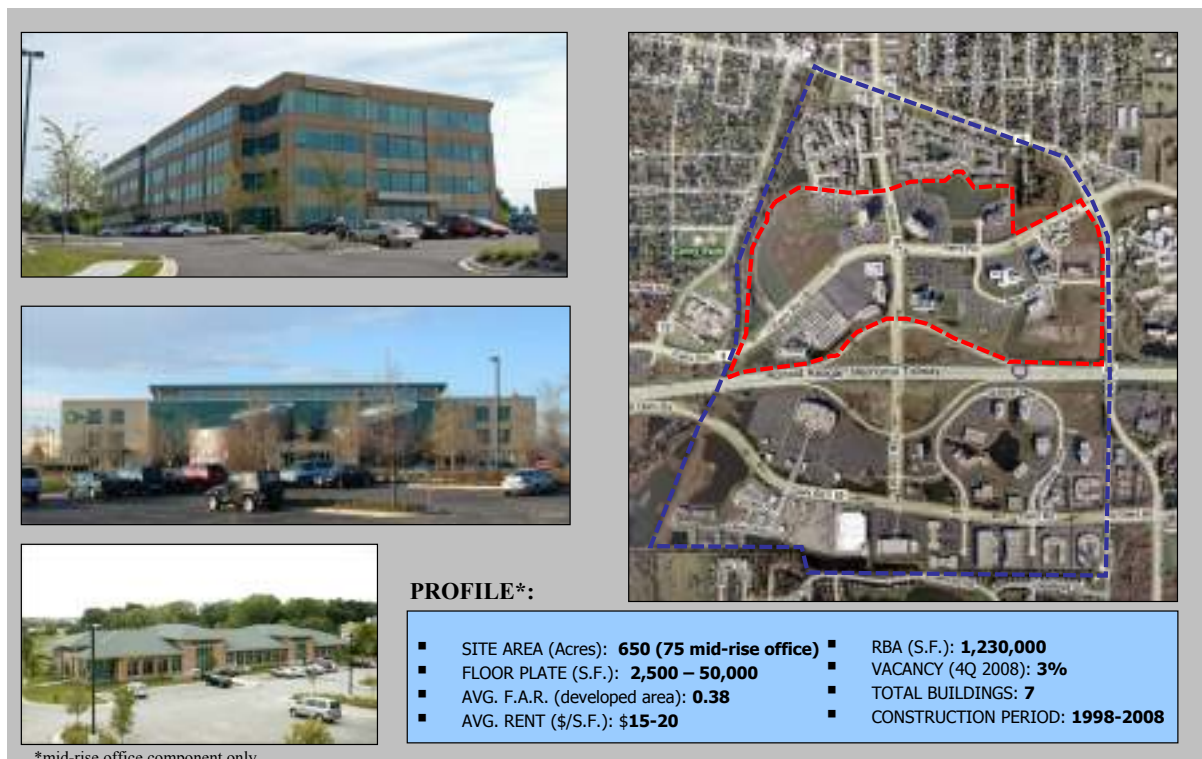 PROFILE*:
▪ SITE AREA (Acres): 650 (75 mid-rise office)
▪ FLOOR PLATE (S.F.): 2,500 – 50,000
▪ AVG. F.A.R. (developed area): 0.38
▪ AVG. RENT ($/S.F.): $15-20
▪ RBA (S.F.): 1,230,000
▪ VACANCY (4Q 2008): 3%
▪ TOTAL BUILDINGS: 7
▪ CONSTRUCTION PERIOD: 1998-2008
*mid-rise office component only